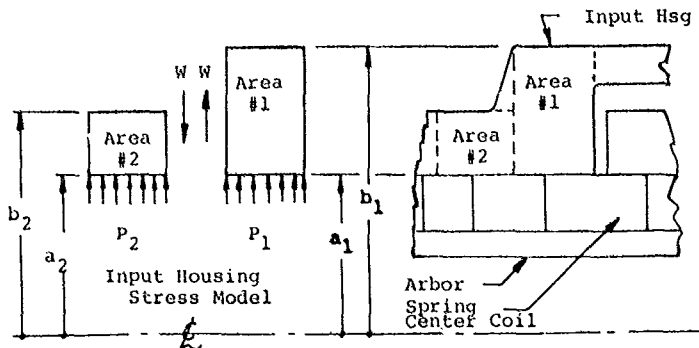 Input Hsg
W W
Area
#1
Area
#2
Area
#1
Area
#2
b2
a2
P2
P1
a1
b1
Input Housing
Stress Model
Arbor
Spring
Center Coil